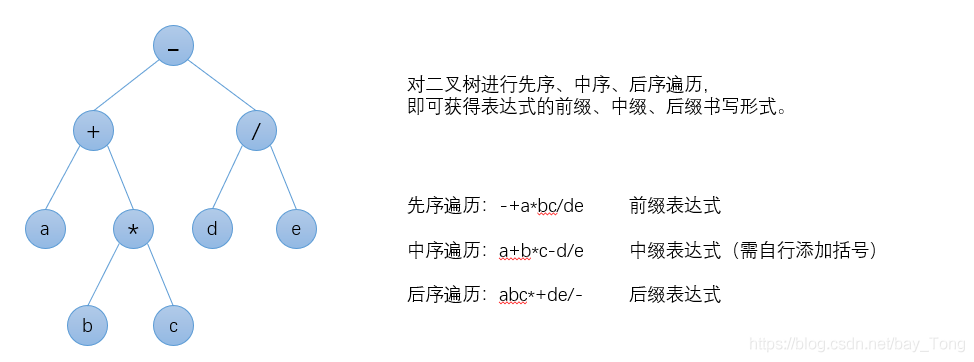 -
+
/
a
*
d
e
b
c
对二叉树进行先序、中序、后序遍历，
即可获得表达式的前缀、中缀、后缀书写形式。
先序遍历：-+a*bc/de 前缀表达式
中序遍历：a+b*c-d/e 中缀表达式（需自行添加括号）
后序遍历：abc*+de/- 后缀表达式
https://blog.csdn.net/bay_Tong